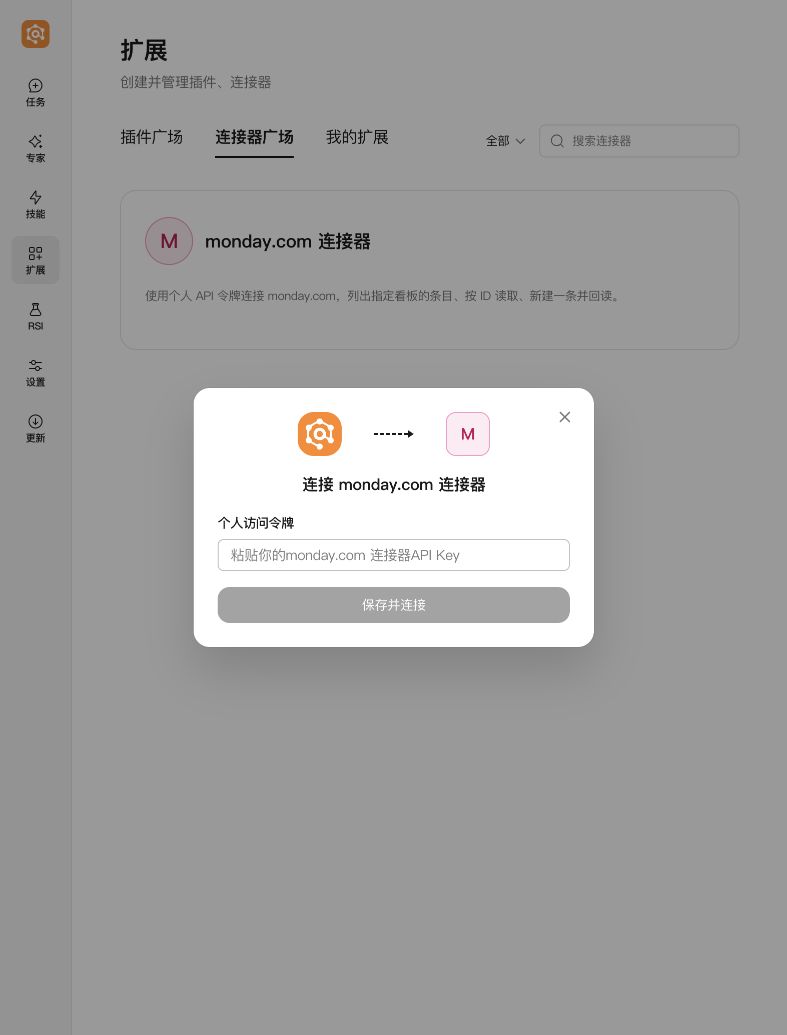 扩展
创建并管理插件、连接器
任务
专家
技能
扩展
RSI
设置
更新
插件广场 连接器广场 我的扩展 全部 搜索连接器
M monday.com 连接器
使用个人 API 令牌连接 monday.com，列出指定看板的条目、按 ID 读取、新建一条并回读。
M
连接 monday.com 连接器
个人访问令牌
粘贴你的monday.com 连接器API Key
保存并连接